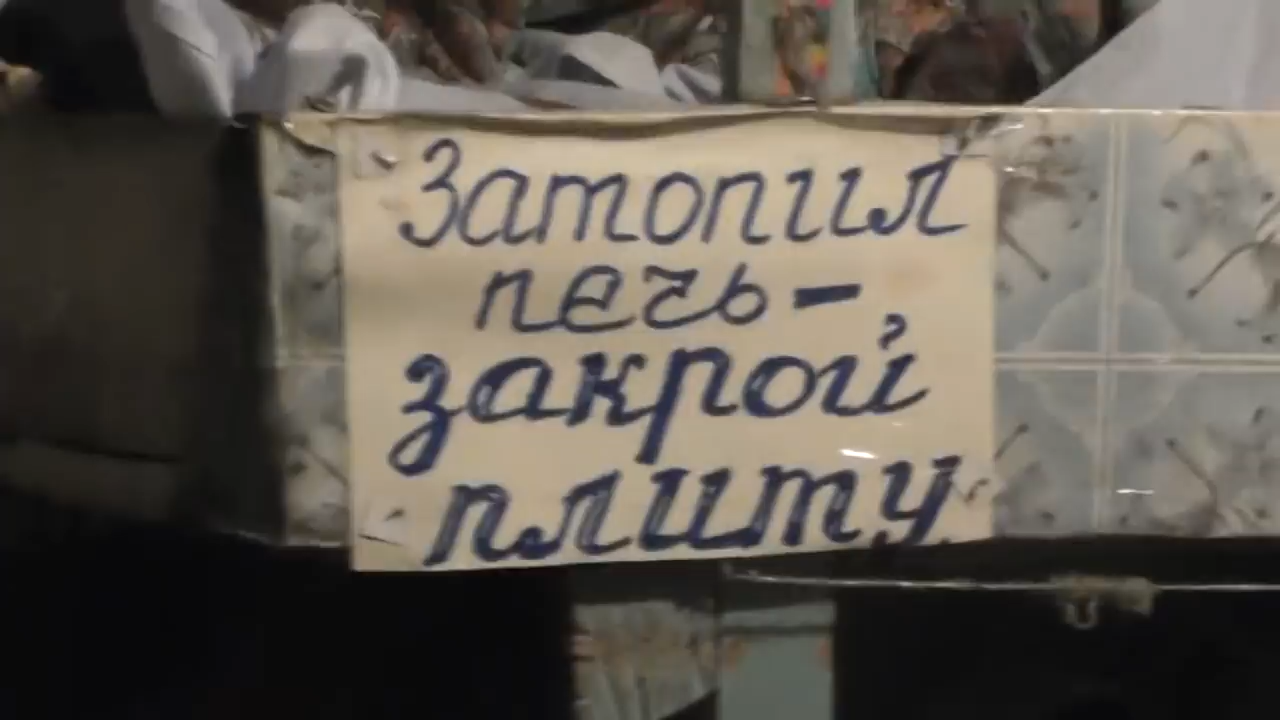 Затопил
печь-
закрой
плиту